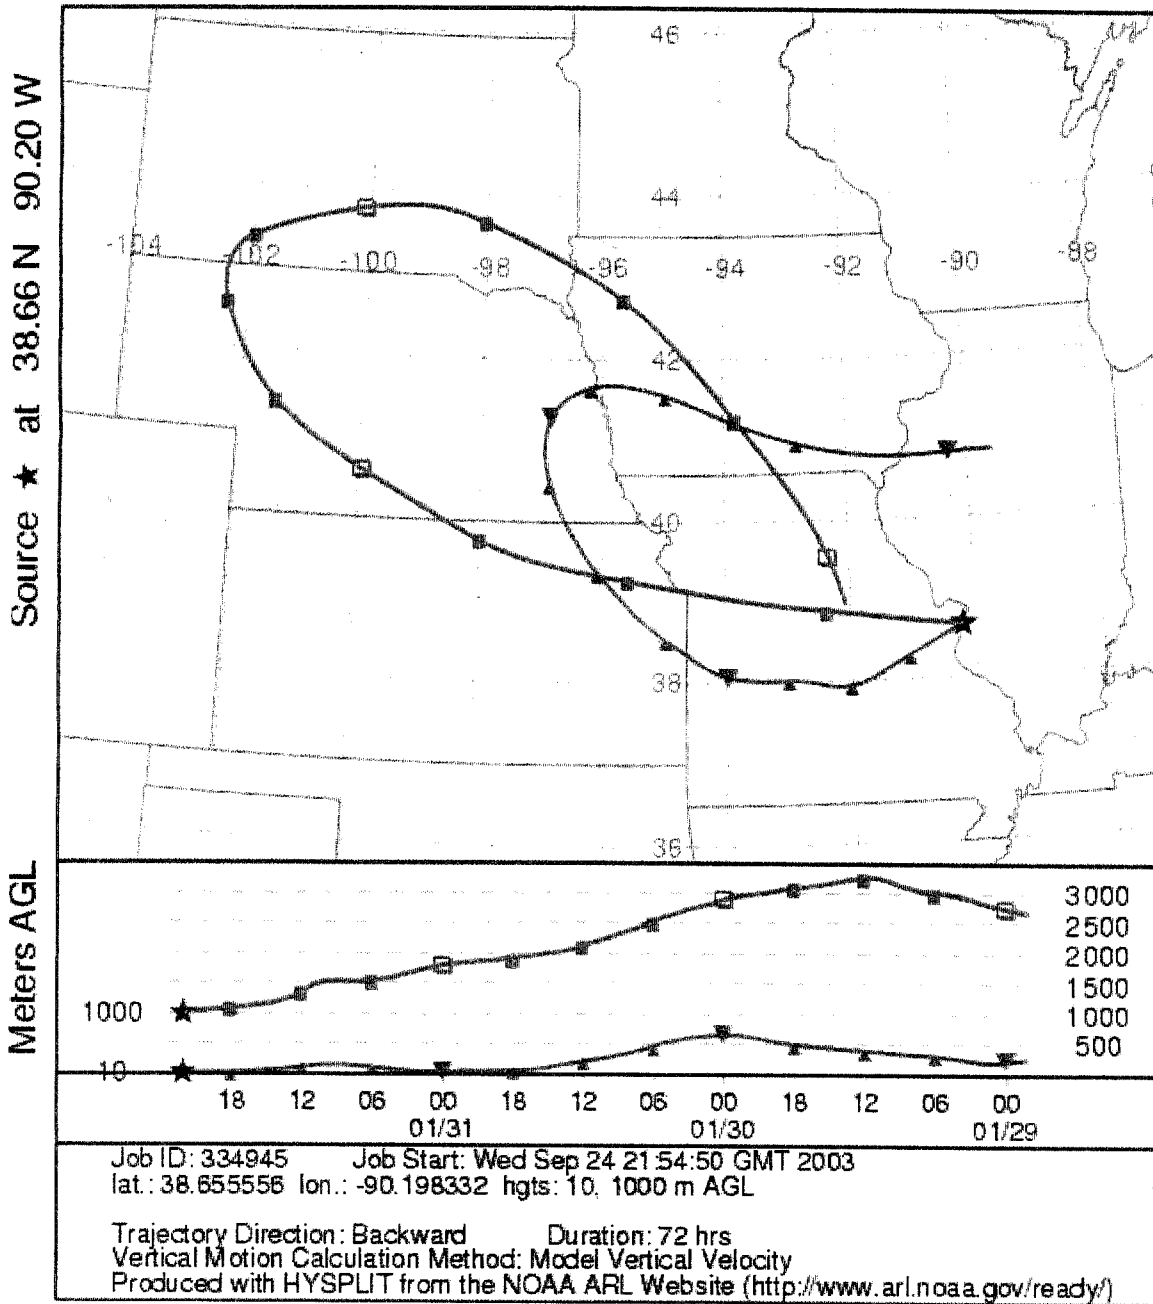 Source ★ at 38.66 N 90.20 W
46
44
-104
-102
-100
-98
-96
-94
-92
-90
-88
42
40
38
36
Meters AGL
3000
2500
2000
1500
1000
1000
500
10
18 12 06 00 18 12 06 00 18 12 06 00
01/31 01/30 01/29
Job ID: 334945 Job Start: Wed Sep 24 21:54:50 GMT 2003
lat.: 38.655556 lon.: -90.198332 hgts: 10, 1000 m AGL
Trajectory Direction: Backward Duration: 72 hrs
Vertical Motion Calculation Method: Model Vertical Velocity
Produced with HYSPLIT from the NOAA ARL Website (http://www.arl.noaa.gov/ready/)